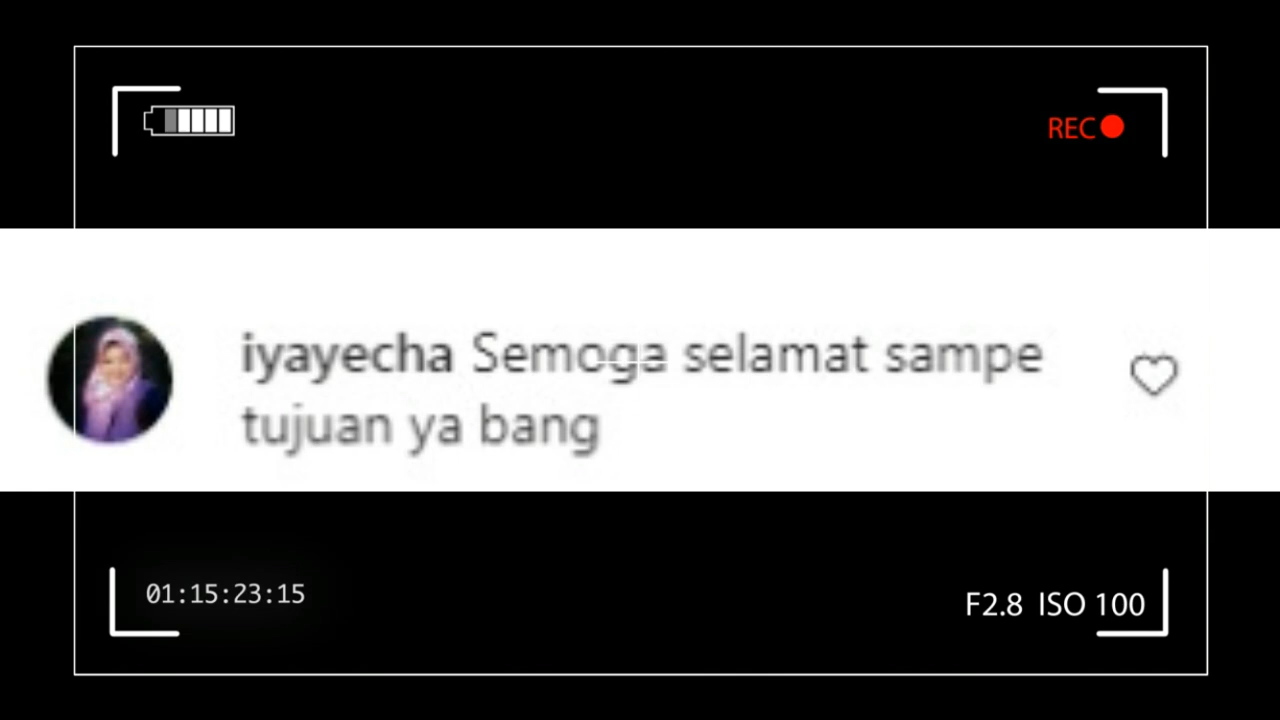 REC
iyayecha Semoga selamat sampe
tujuan ya bang
01:15:23:15
F2.8 ISO 100